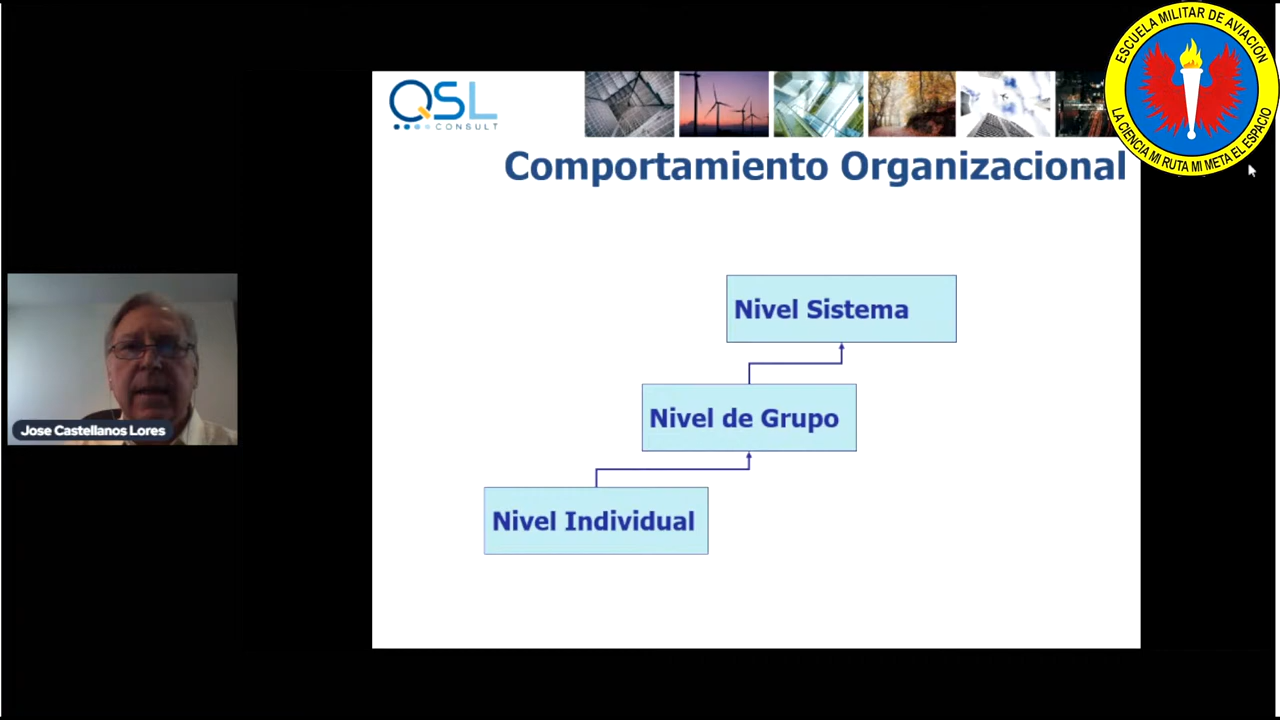 ESCUELA MILITAR DE AVIACIÓN
LA CIENCIA MI RUTA MI META EL ESPACIO
QSL
CONSULT
Comportamiento Organizacional
Nivel Sistema
Nivel de Grupo
Nivel Individual
Jose Castellanos Lores